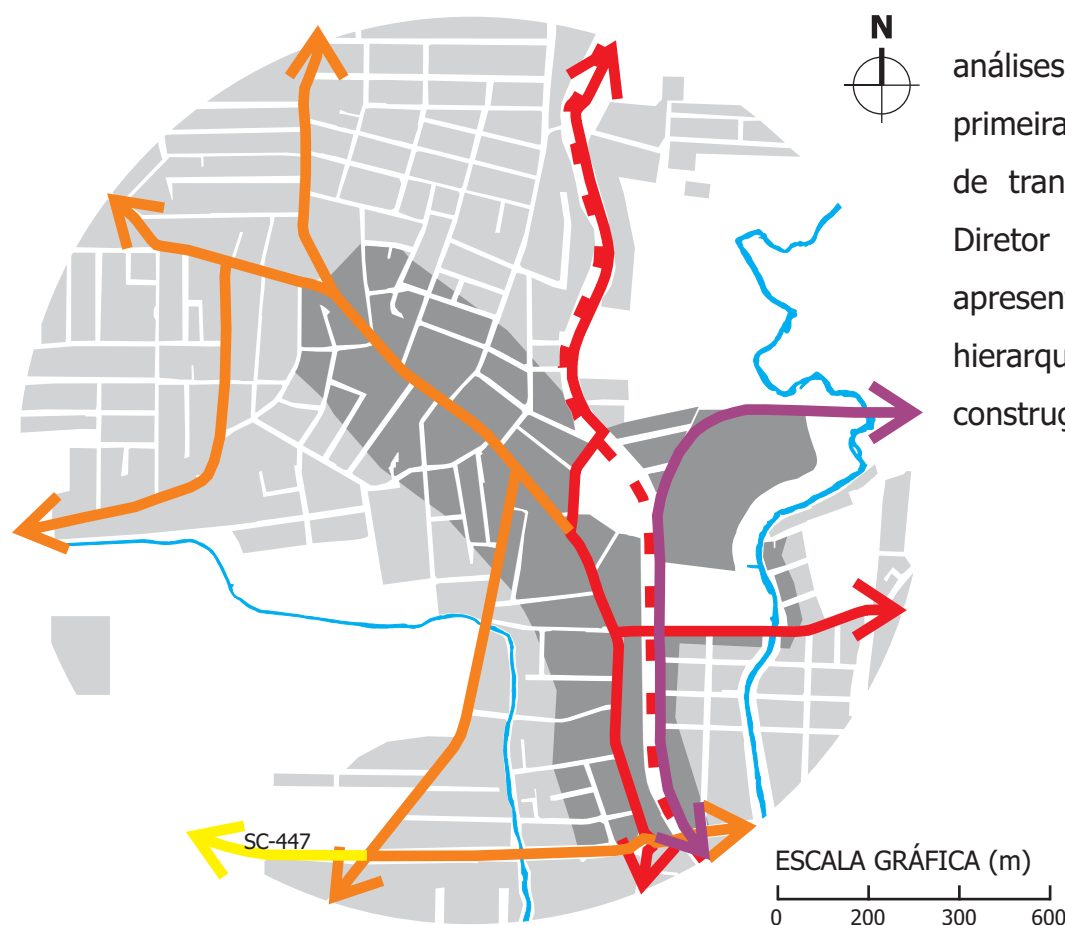 N
análises
primeira
de tran
Diretor
apresent
hierarqu
construç
SC-447
ESCALA GRÁFICA (m)
0 200 300 600